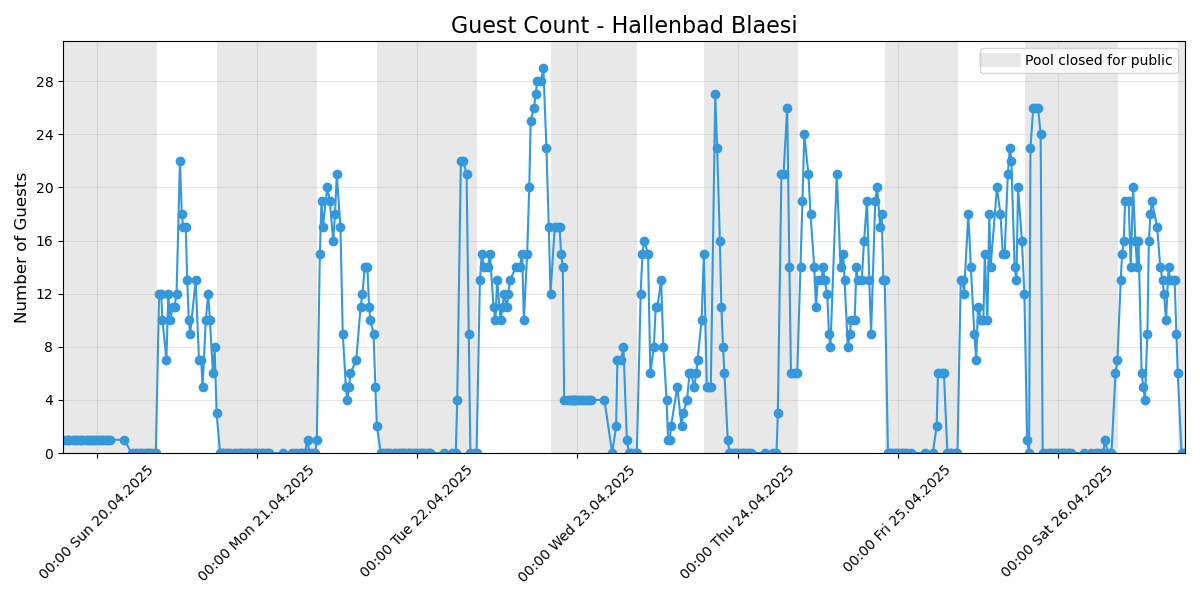 Guest Count - Hallenbad Blaesi
Pool closed for public
Number of Guests
28
24
20
16
12
8
4
0
00:00 Sun 20.04.2025
00:00 Mon 21.04.2025
00:00 Tue 22.04.2025
00:00 Wed 23.04.2025
00:00 Thu 24.04.2025
00:00 Fri 25.04.2025
00:00 Sat 26.04.2025